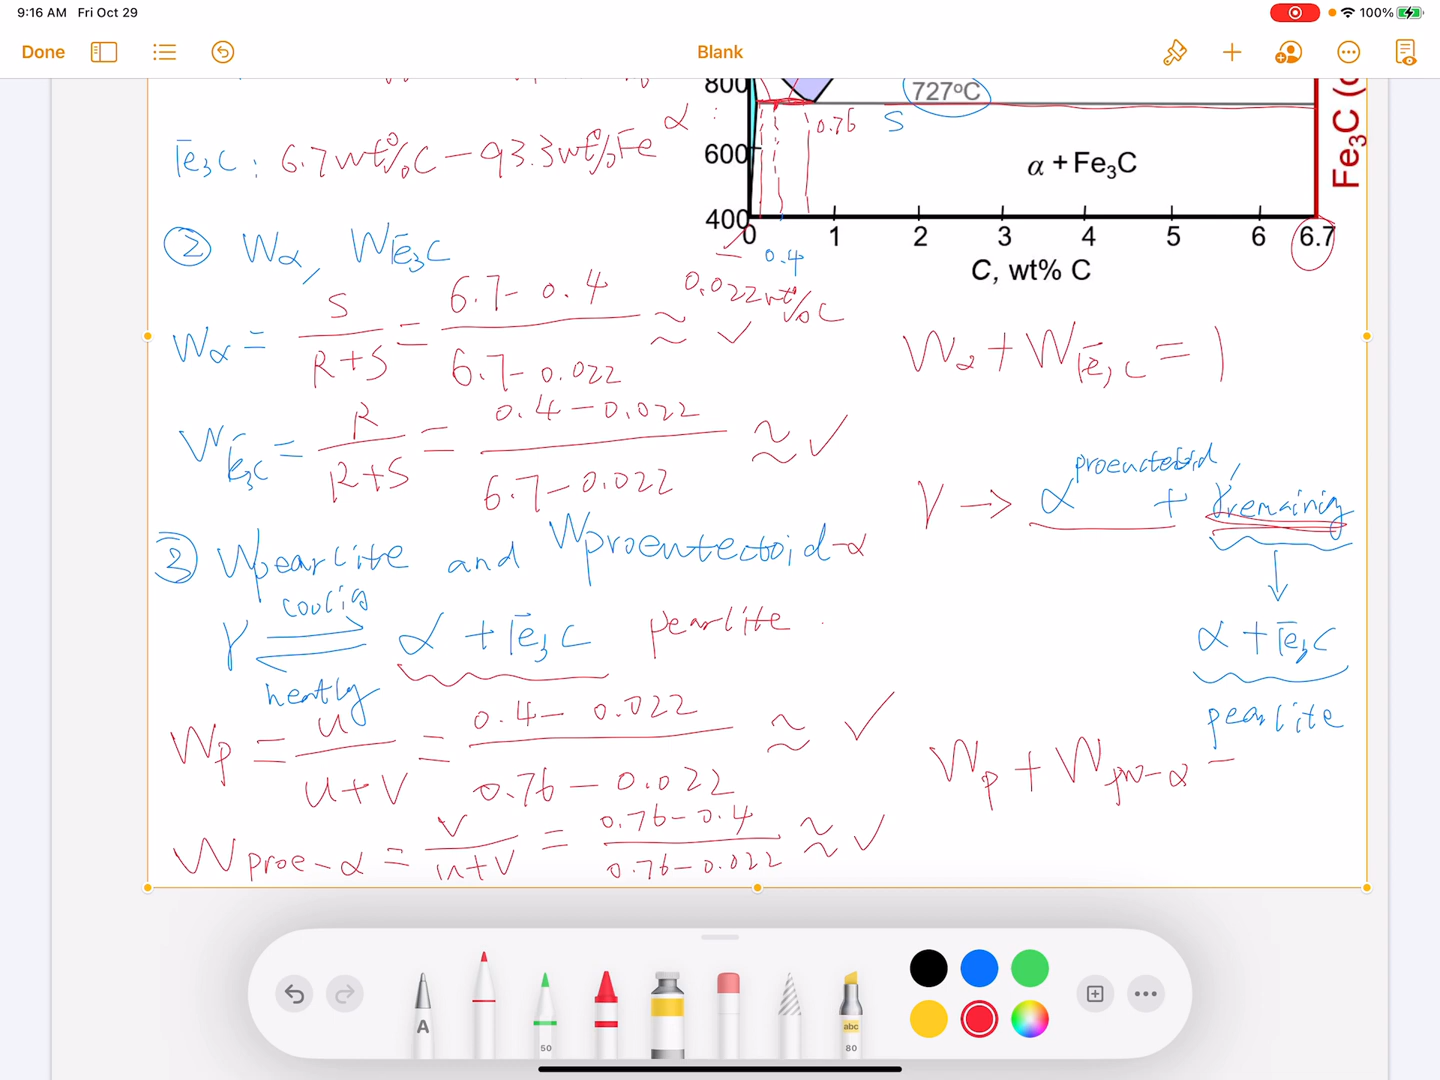 9:16 AM Fri Oct 29
100%
Done
Blank
800
727°C
Fe₃C (c
α :
0.76
S
Fe₃C : 6.7wt%C – 93.3wt%Fe
600
α + Fe₃C
400
0 1 2 3 4 5 6 6.7
0.4
C, wt% C
0.022wt%C
② Wα, WFe₃C
Wα = S/(R+S) = (6.7 - 0.4)/(6.7 - 0.022) ≈ ✓
Wα + WFe₃C = 1
WFe₃C = R/(R+S) = (0.4 - 0.022)/(6.7 - 0.022) ≈ ✓
γ → α proeuctetoid + γ remaining
③ Wpearlite and Wproentectoid-α
cooling
γ ⇌ α + Fe₃C pearlite
heatly
α + Fe₃C
pearlite
Wp = u/(u+v) = (0.4 - 0.022)/(0.76 - 0.022) ≈ ✓
Wp + Wpro-α –
Wproe-α = v/(u+v) = (0.76 - 0.4)/(0.76 - 0.022) ≈ ✓
A
50
abc
80